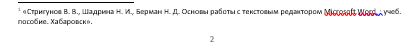 1 «Стригунов В. В., Шадрина Н. И., Берман Н. Д. Основы работы с текстовым редактором Microsoft Word. : учеб.
пособие. Хабаровск».
2